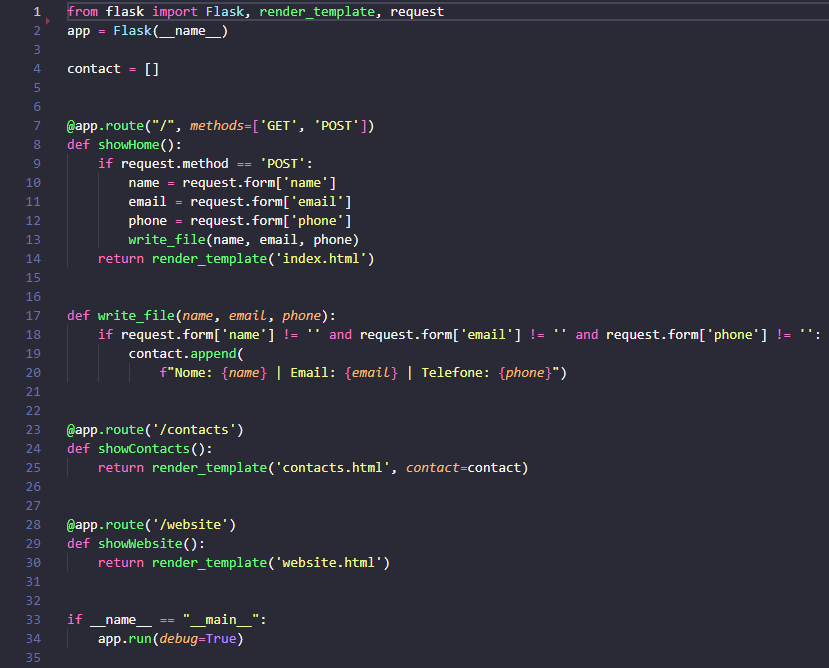 1 from flask import Flask, render_template, request
2 app = Flask(__name__)
3
4 contact = []
5
6
7 @app.route("/", methods=['GET', 'POST'])
8 def showHome():
9     if request.method == 'POST':
10         name = request.form['name']
11         email = request.form['email']
12         phone = request.form['phone']
13         write_file(name, email, phone)
14     return render_template('index.html')
15
16
17 def write_file(name, email, phone):
18     if request.form['name'] != '' and request.form['email'] != '' and request.form['phone'] != '':
19         contact.append(
20             f"Nome: {name} | Email: {email} | Telefone: {phone}")
21
22
23 @app.route('/contacts')
24 def showContacts():
25     return render_template('contacts.html', contact=contact)
26
27
28 @app.route('/website')
29 def showWebsite():
30     return render_template('website.html')
31
32
33 if __name__ == "__main__":
34     app.run(debug=True)
35